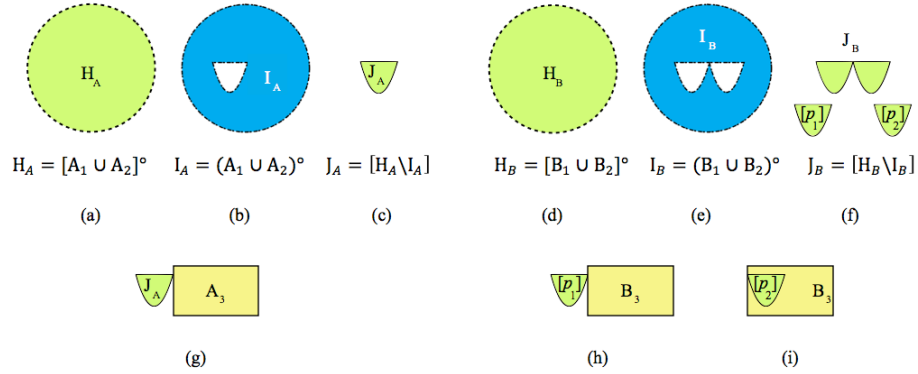 H_A
I_A
J_A
H_B
I_B
J_B
[p_1]
[p_2]
H_A = [A_1 ∪ A_2]°
I_A = (A_1 ∪ A_2)°
J_A = [H_A\I_A]
H_B = [B_1 ∪ B_2]°
I_B = (B_1 ∪ B_2)°
J_B = [H_B\I_B]
(a)
(b)
(c)
(d)
(e)
(f)
J_A
A_3
[p_1]
B_3
[p_2]
B_3
(g)
(h)
(i)